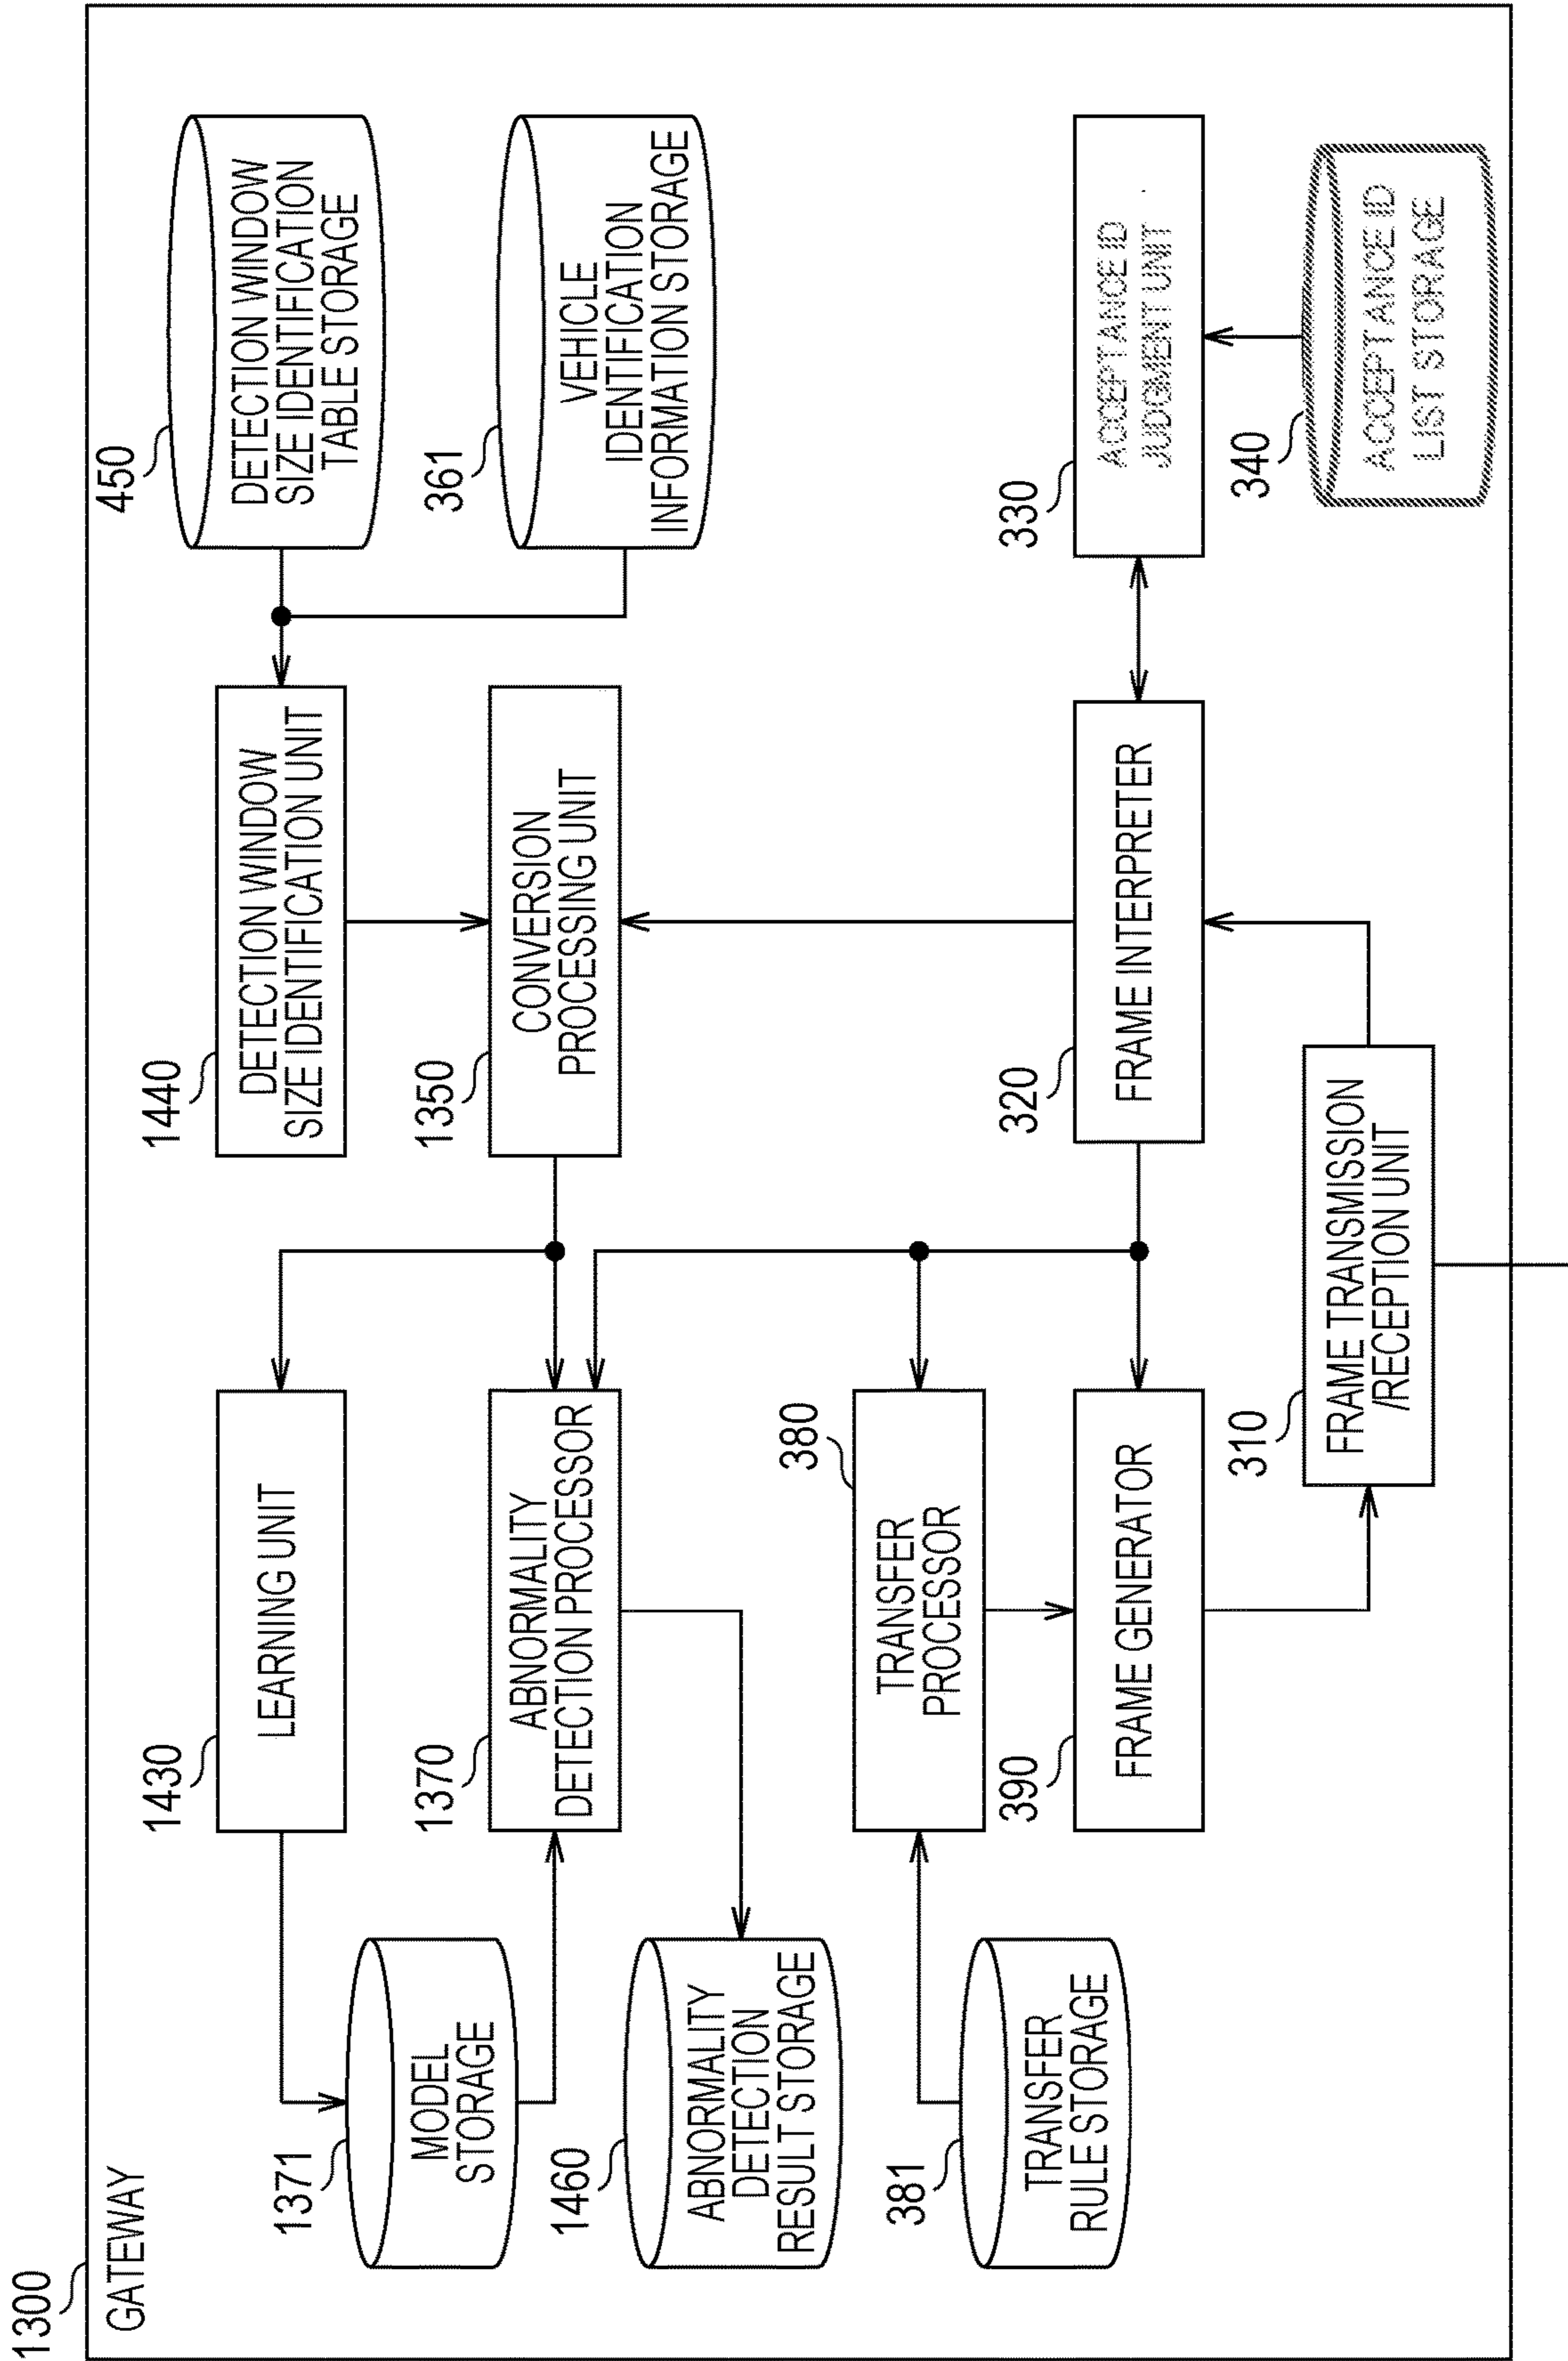 1300
GATEWAY
1371
MODEL
STORAGE
1430
LEARNING UNIT
1440
DETECTION WINDOW
SIZE IDENTIFICATION UNIT
450
DETECTION WINDOW
SIZE IDENTIFICATION
TABLE STORAGE
1460
ABNORMALITY
DETECTION
RESULT STORAGE
1370
ABNORMALITY
DETECTION PROCESSOR
1350
CONVERSION
PROCESSING UNIT
361
VEHICLE
IDENTIFICATION
INFORMATION STORAGE
381
TRANSFER
RULE STORAGE
380
TRANSFER
PROCESSOR
390
FRAME GENERATOR
320
FRAME INTERPRETER
330
ACCEPTANCE ID
JUDGMENT UNIT
310
FRAME TRANSMISSION
/RECEPTION UNIT
340
ACCEPTANCE ID
LIST STORAGE